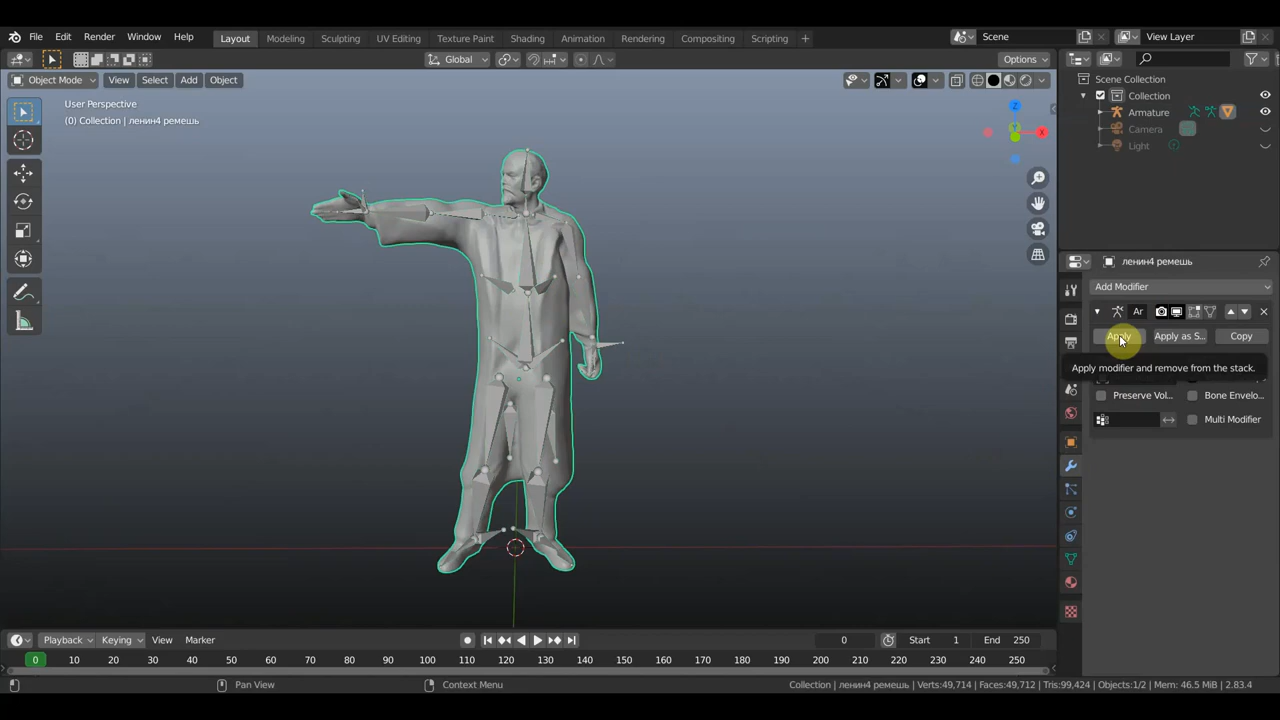 File Edit Render Window Help Layout Modeling Sculpting UV Editing Texture Paint Shading Animation Rendering Compositing Scripting + Scene View Layer
Global Options
Object Mode View Select Add Object
User Perspective
(0) Collection | ленин4 ремешь
Z
X
Y
Scene Collection
Collection
Armature
Camera
Light
ленин4 ремешь
Add Modifier
Ar
Apply Apply as S... Copy
Apply modifier and remove from the stack.
Preserve Vol... Bone Envelo...
Multi Modifier
Playback Keying View Marker 0 Start 1 End 250
0 10 20 30 40 50 60 70 80 90 100 110 120 130 140 150 160 170 180 190 200 210 220 230 240 250
Pan View Context Menu Collection | ленин4 ремешь | Verts:49,714 | Faces:49,712 | Tris:99,424 | Objects:1/2 | Mem: 46.5 MiB | 2.83.4